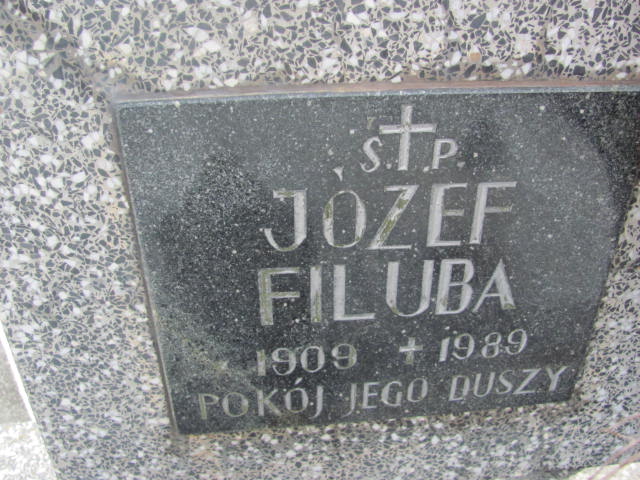 Ś.P.
JÓZEF
FILUBA
1909 1989
POKÓJ JEGO DUSZY